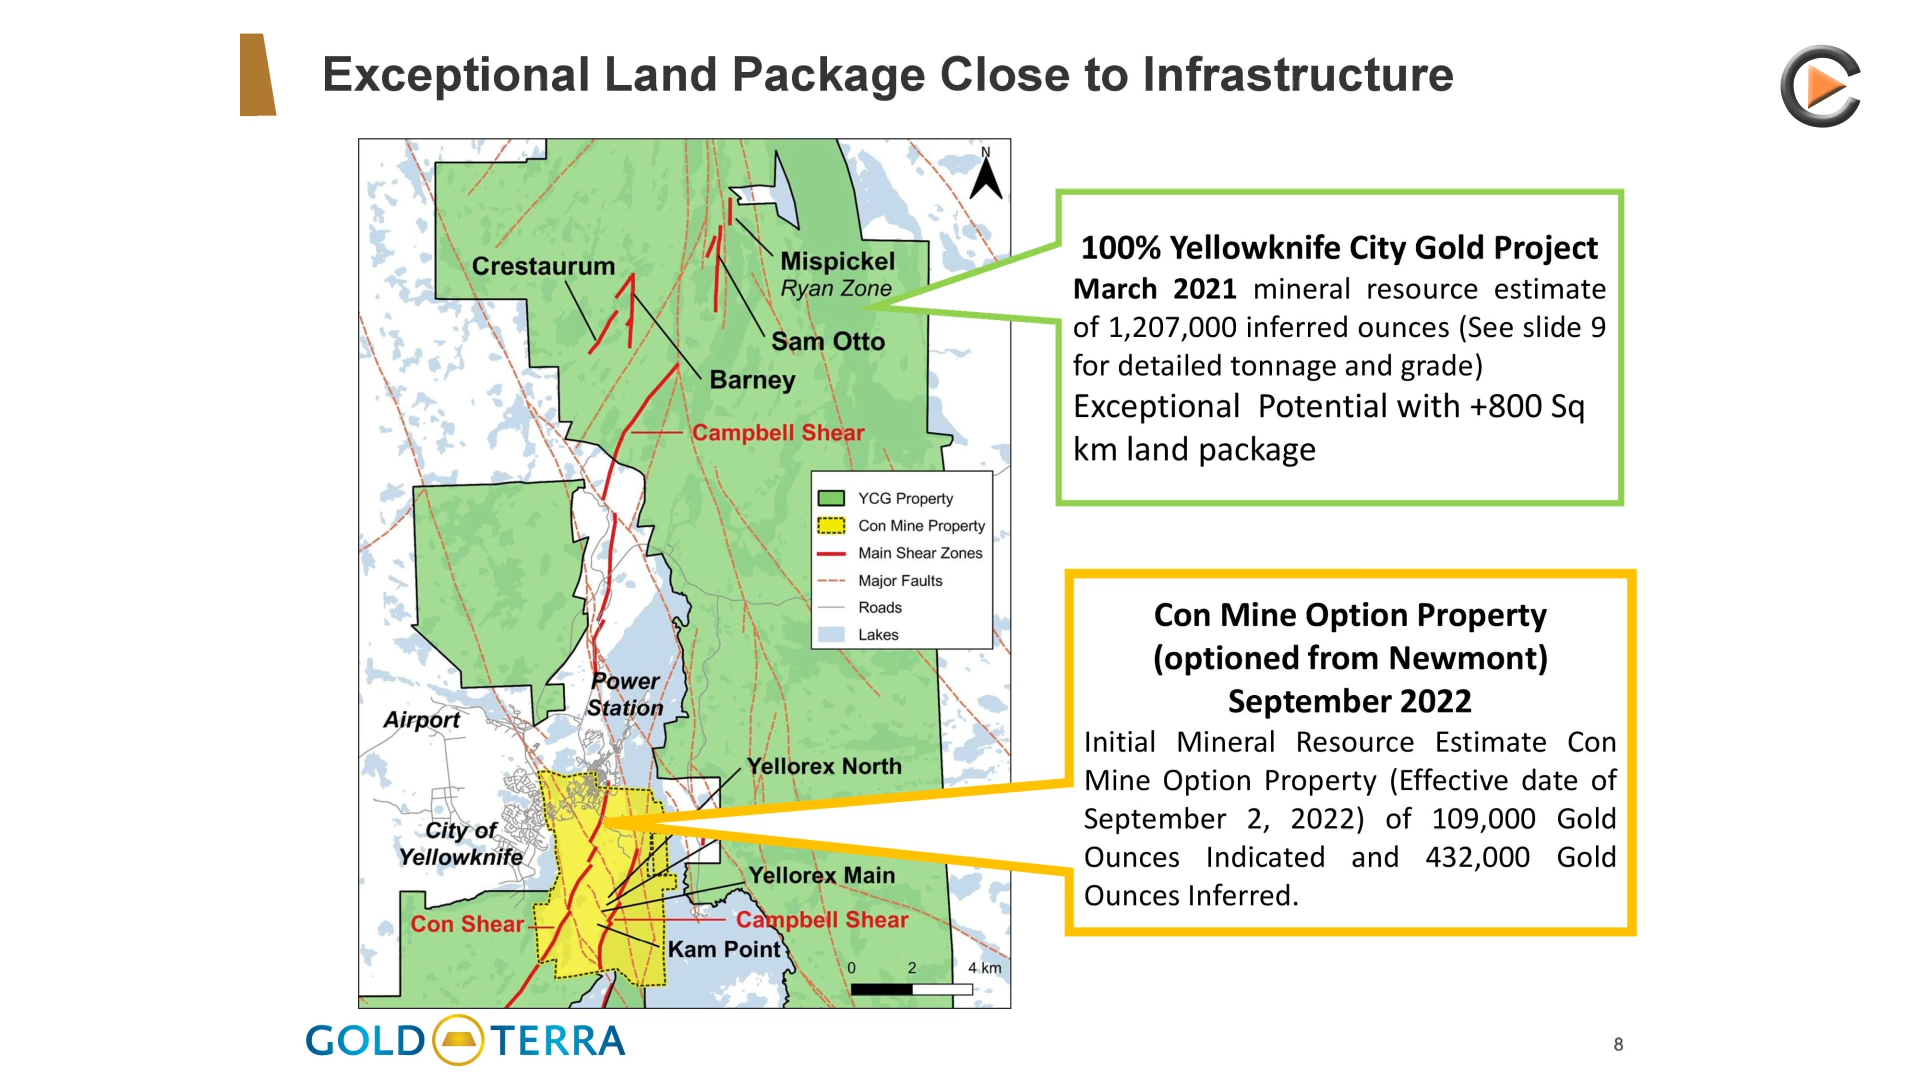 Exceptional Land Package Close to Infrastructure
N
Crestaurum
Mispickel
Ryan Zone
Sam Otto
Barney
Campbell Shear
YCG Property
Con Mine Property
Main Shear Zones
Major Faults
Roads
Lakes
Power
Station
Airport
Yellorex North
City of
Yellowknife
Yellorex Main
Con Shear
Campbell Shear
Kam Point
0 2 4 km
100% Yellowknife City Gold Project
March 2021 mineral resource estimate
of 1,207,000 inferred ounces (See slide 9
for detailed tonnage and grade)
Exceptional Potential with +800 Sq
km land package
Con Mine Option Property
(optioned from Newmont)
September 2022
Initial Mineral Resource Estimate Con
Mine Option Property (Effective date of
September 2, 2022) of 109,000 Gold
Ounces Indicated and 432,000 Gold
Ounces Inferred.
GOLD TERRA
8